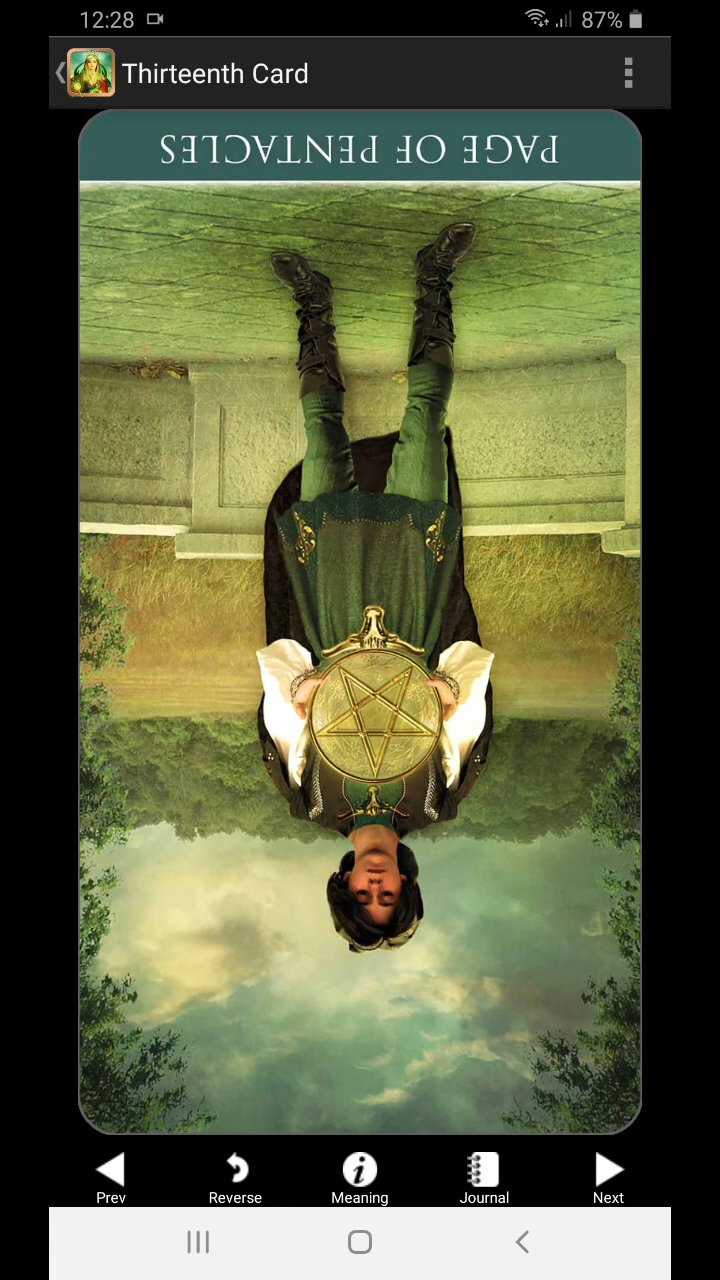 12:28
87%
Thirteenth Card
PAGE OF PENTACLES
Prev Reverse Meaning Journal Next